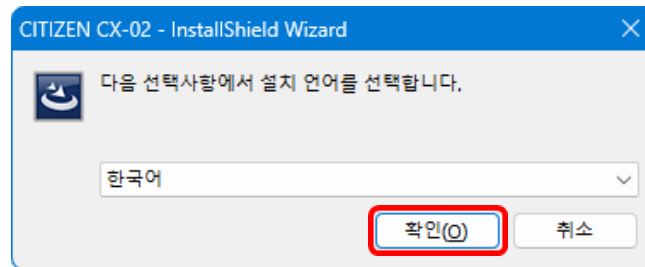 CITIZEN CX-02 - InstallShield Wizard
다음 선택사항에서 설치 언어를 선택합니다.
한국어
확인(O) 취소